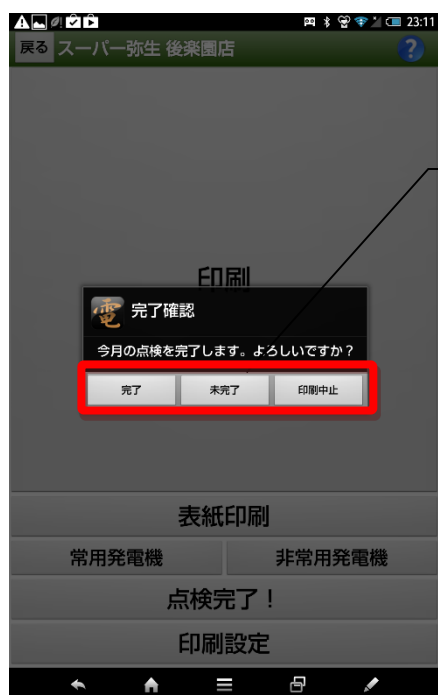 23:11
戻る スーパー弥生 後楽園店 ?
印刷
電 完了確認
今月の点検を完了します。よろしいですか？
完了 未完了 印刷中止
表紙印刷
常用発電機 非常用発電機
点検完了！
印刷設定